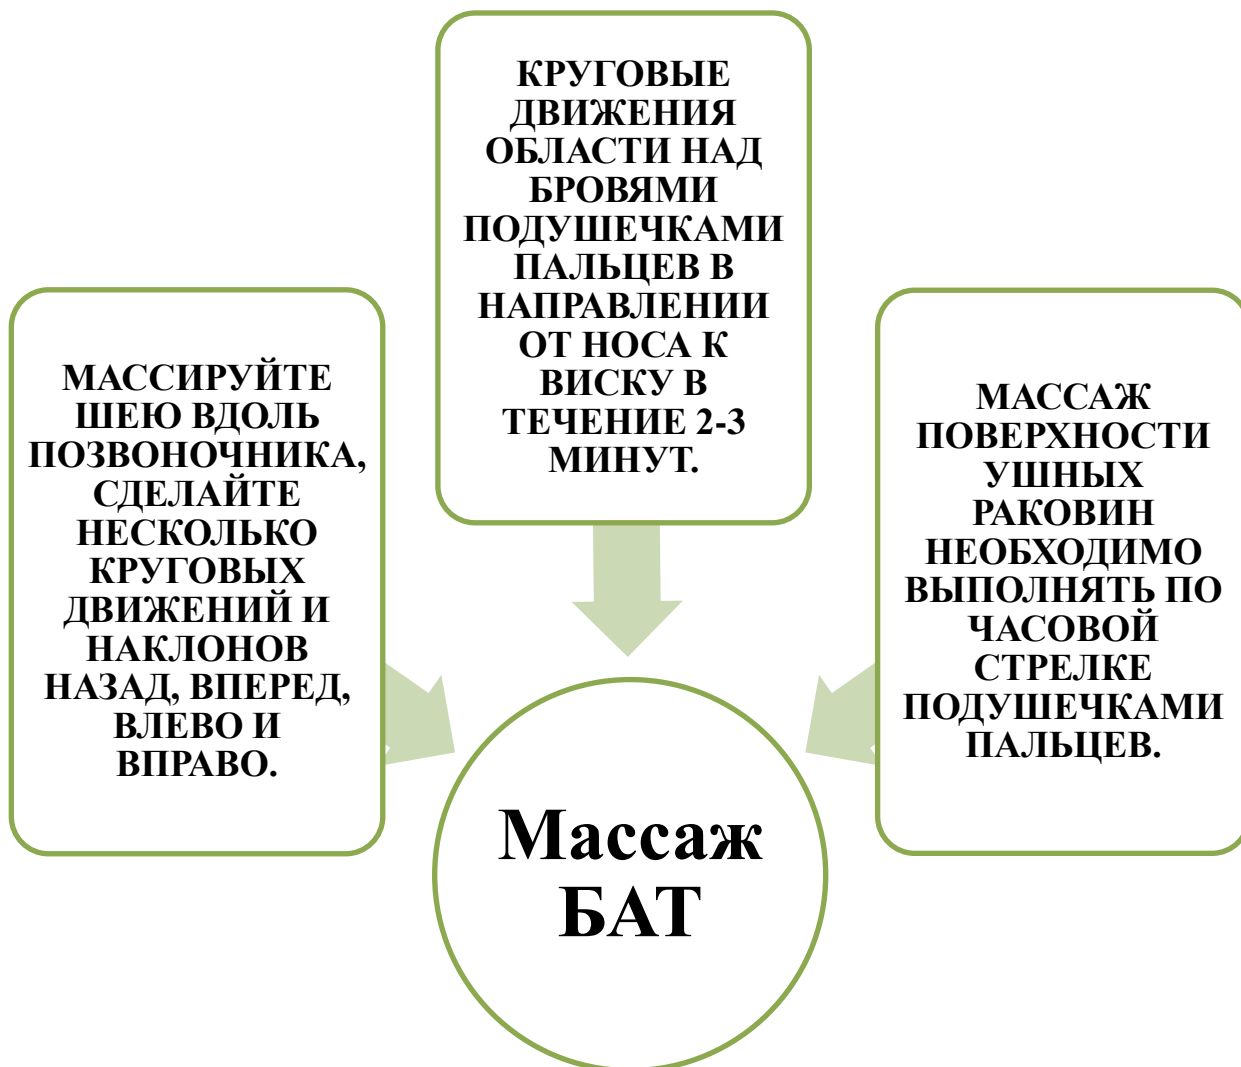 МАССИРУЙТЕ
ШЕЮ ВДОЛЬ
ПОЗВОНОЧНИКА,
СДЕЛАЙТЕ
НЕСКОЛЬКО
КРУГОВЫХ
ДВИЖЕНИЙ И
НАКЛОНОВ
НАЗАД, ВПЕРЕД,
ВЛЕВО И
ВПРАВО.
КРУГОВЫЕ
ДВИЖЕНИЯ
ОБЛАСТИ НАД
БРОВЯМИ
ПОДУШЕЧКАМИ
ПАЛЬЦЕВ В
НАПРАВЛЕНИИ
ОТ НОСА К
ВИСКУ В
ТЕЧЕНИЕ 2-3
МИНУТ.
МАССАЖ
ПОВЕРХНОСТИ
УШНЫХ
РАКОВИН
НЕОБХОДИМО
ВЫПОЛНЯТЬ ПО
ЧАСОВОЙ
СТРЕЛКЕ
ПОДУШЕЧКАМИ
ПАЛЬЦЕВ.
Массаж
БАТ